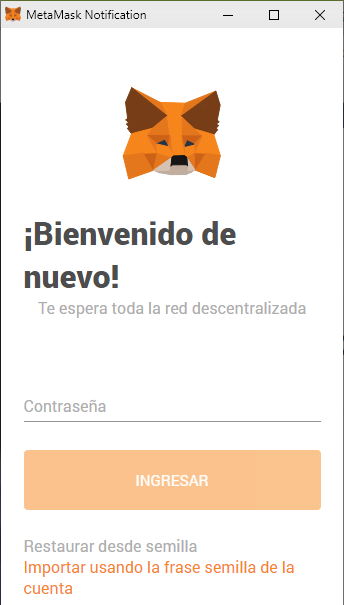 MetaMask Notification
¡Bienvenido de
nuevo!
Te espera toda la red descentralizada
Contraseña
INGRESAR
Restaurar desde semilla
Importar usando la frase semilla de la
cuenta